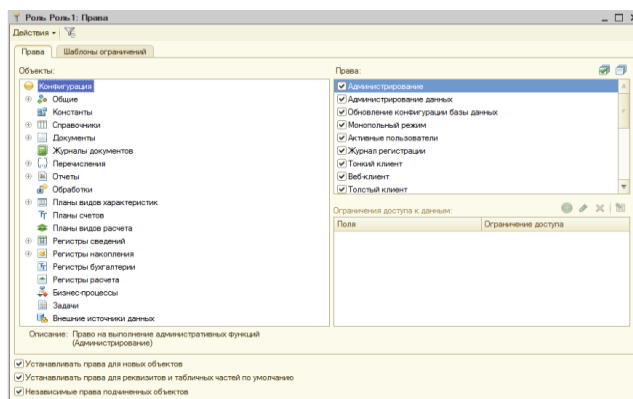 Роль Роль1: Права
Действия
Права
Шаблоны ограничений
Объекты:
Конфигурация
Общие
Константы
Справочники
Документы
Журналы документов
Перечисления
Отчеты
Обработки
Планы видов характеристик
Планы счетов
Планы видов расчета
Регистры сведений
Регистры накопления
Регистры бухгалтерии
Регистры расчета
Бизнес-процессы
Задачи
Внешние источники данных
Права:
Администрирование
Администрирование данных
Обновление конфигурации базы данных
Монопольный режим
Активные пользователи
Журнал регистрации
Тонкий клиент
Веб-клиент
Толстый клиент
Ограничения доступа к данным:
Поля
Ограничение доступа
Описание: Право на выполнение административных функций
(Администрирование)
Устанавливать права для новых объектов
Устанавливать права для реквизитов и табличных частей по умолчанию
Независимые права подчиненных объектов